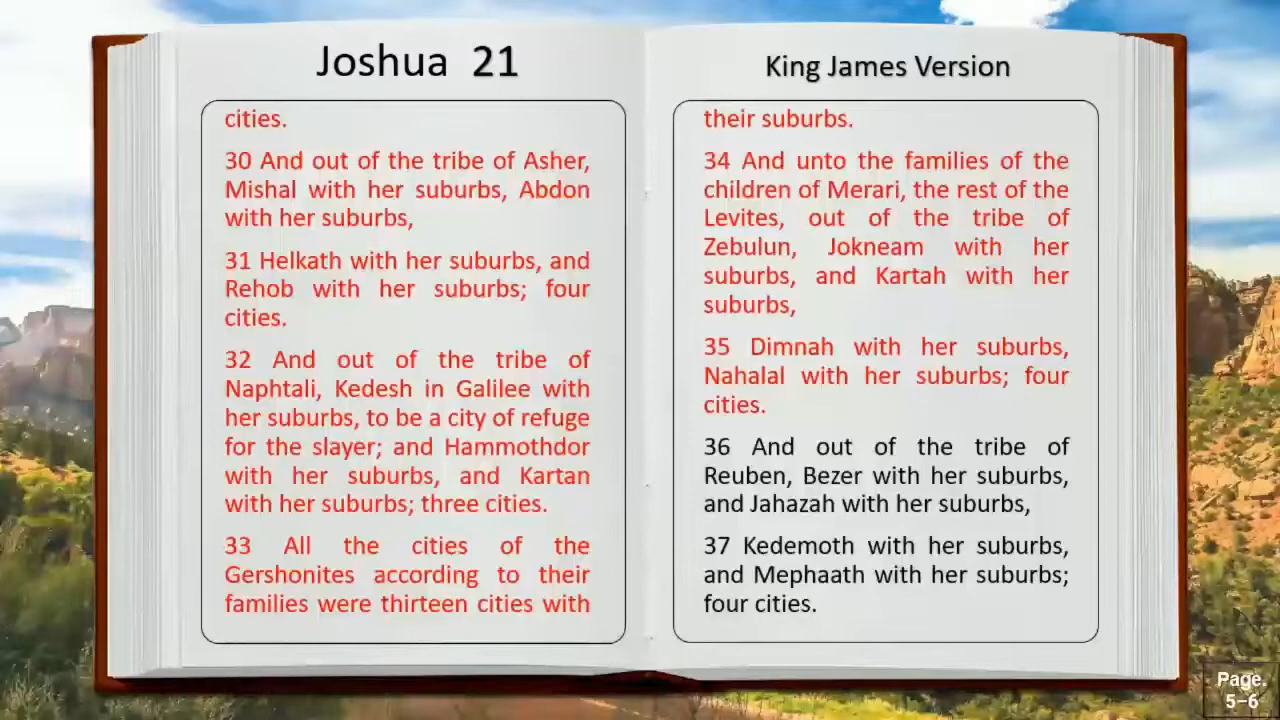 Joshua 21
cities.
30 And out of the tribe of Asher,
Mishal with her suburbs, Abdon
with her suburbs,
31 Helkath with her suburbs, and
Rehob with her suburbs; four
cities.
32 And out of the tribe of
Naphtali, Kedesh in Galilee with
her suburbs, to be a city of refuge
for the slayer; and Hammothdor
with her suburbs, and Kartan
with her suburbs; three cities.
33 All the cities of the
Gershonites according to their
families were thirteen cities with
King James Version
their suburbs.
34 And unto the families of the
children of Merari, the rest of the
Levites, out of the tribe of
Zebulun, Jokneam with her
suburbs, and Kartah with her
suburbs,
35 Dimnah with her suburbs,
Nahalal with her suburbs; four
cities.
36 And out of the tribe of
Reuben, Bezer with her suburbs,
and Jahazah with her suburbs,
37 Kedemoth with her suburbs,
and Mephaath with her suburbs;
four cities.
Page.
5-6